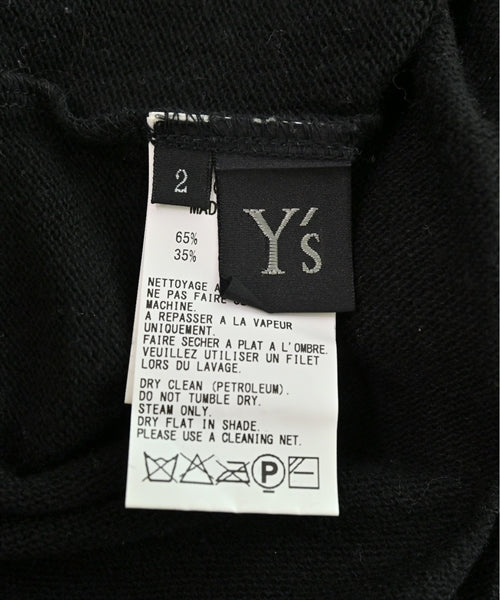 2
Y's
65%
35%
NETTOYAGE A
NE PAS FAIRE
MACHINE.
A REPASSER A LA VAPEUR
UNIQUEMENT.
FAIRE SECHER A PLAT A L'OMBRE.
VEUILLEZ UTILISER UN FILET
LORS DU LAVAGE.
DRY CLEAN (PETROLEUM).
DO NOT TUMBLE DRY.
STEAM ONLY.
DRY FLAT IN SHADE.
PLEASE USE A CLEANING NET.
P